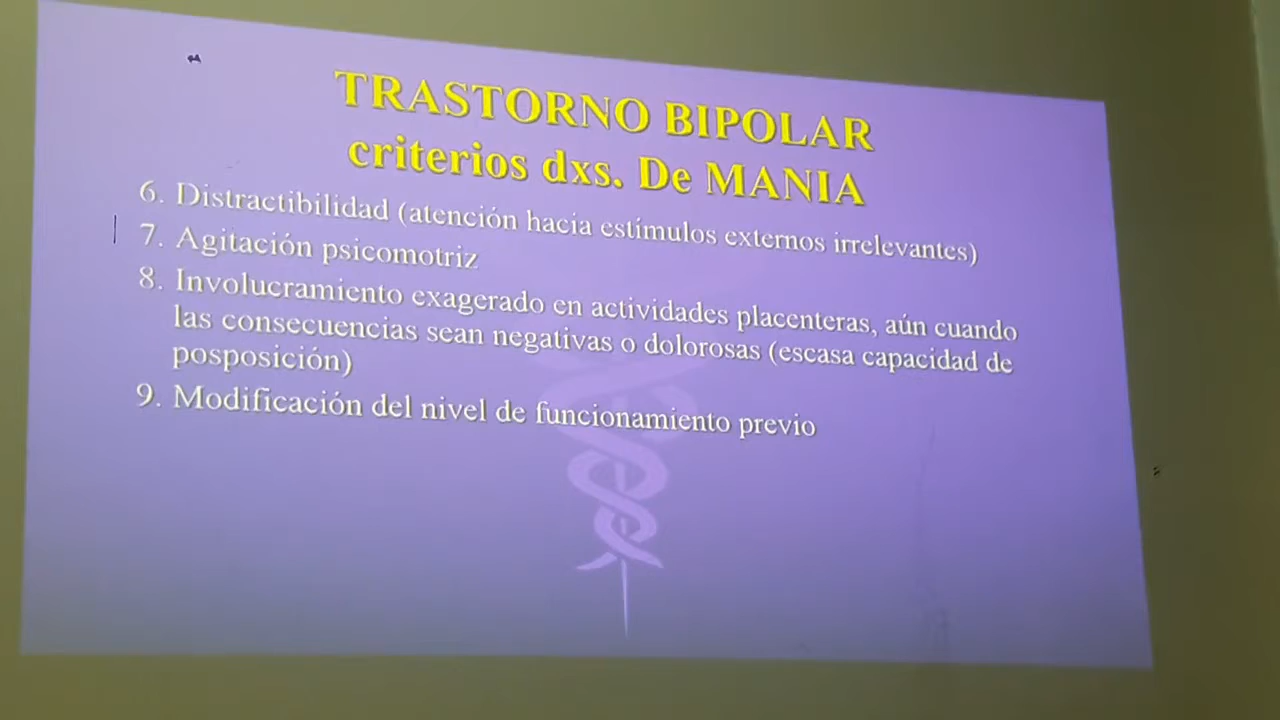 TRASTORNO BIPOLAR
criterios dxs. De MANIA
6. Distractibilidad (atención hacia estímulos externos irrelevantes)
7. Agitación psicomotriz
8. Involucramiento exagerado en actividades placenteras, aún cuando
las consecuencias sean negativas o dolorosas (escasa capacidad de
posposición)
9. Modificación del nivel de funcionamiento previo